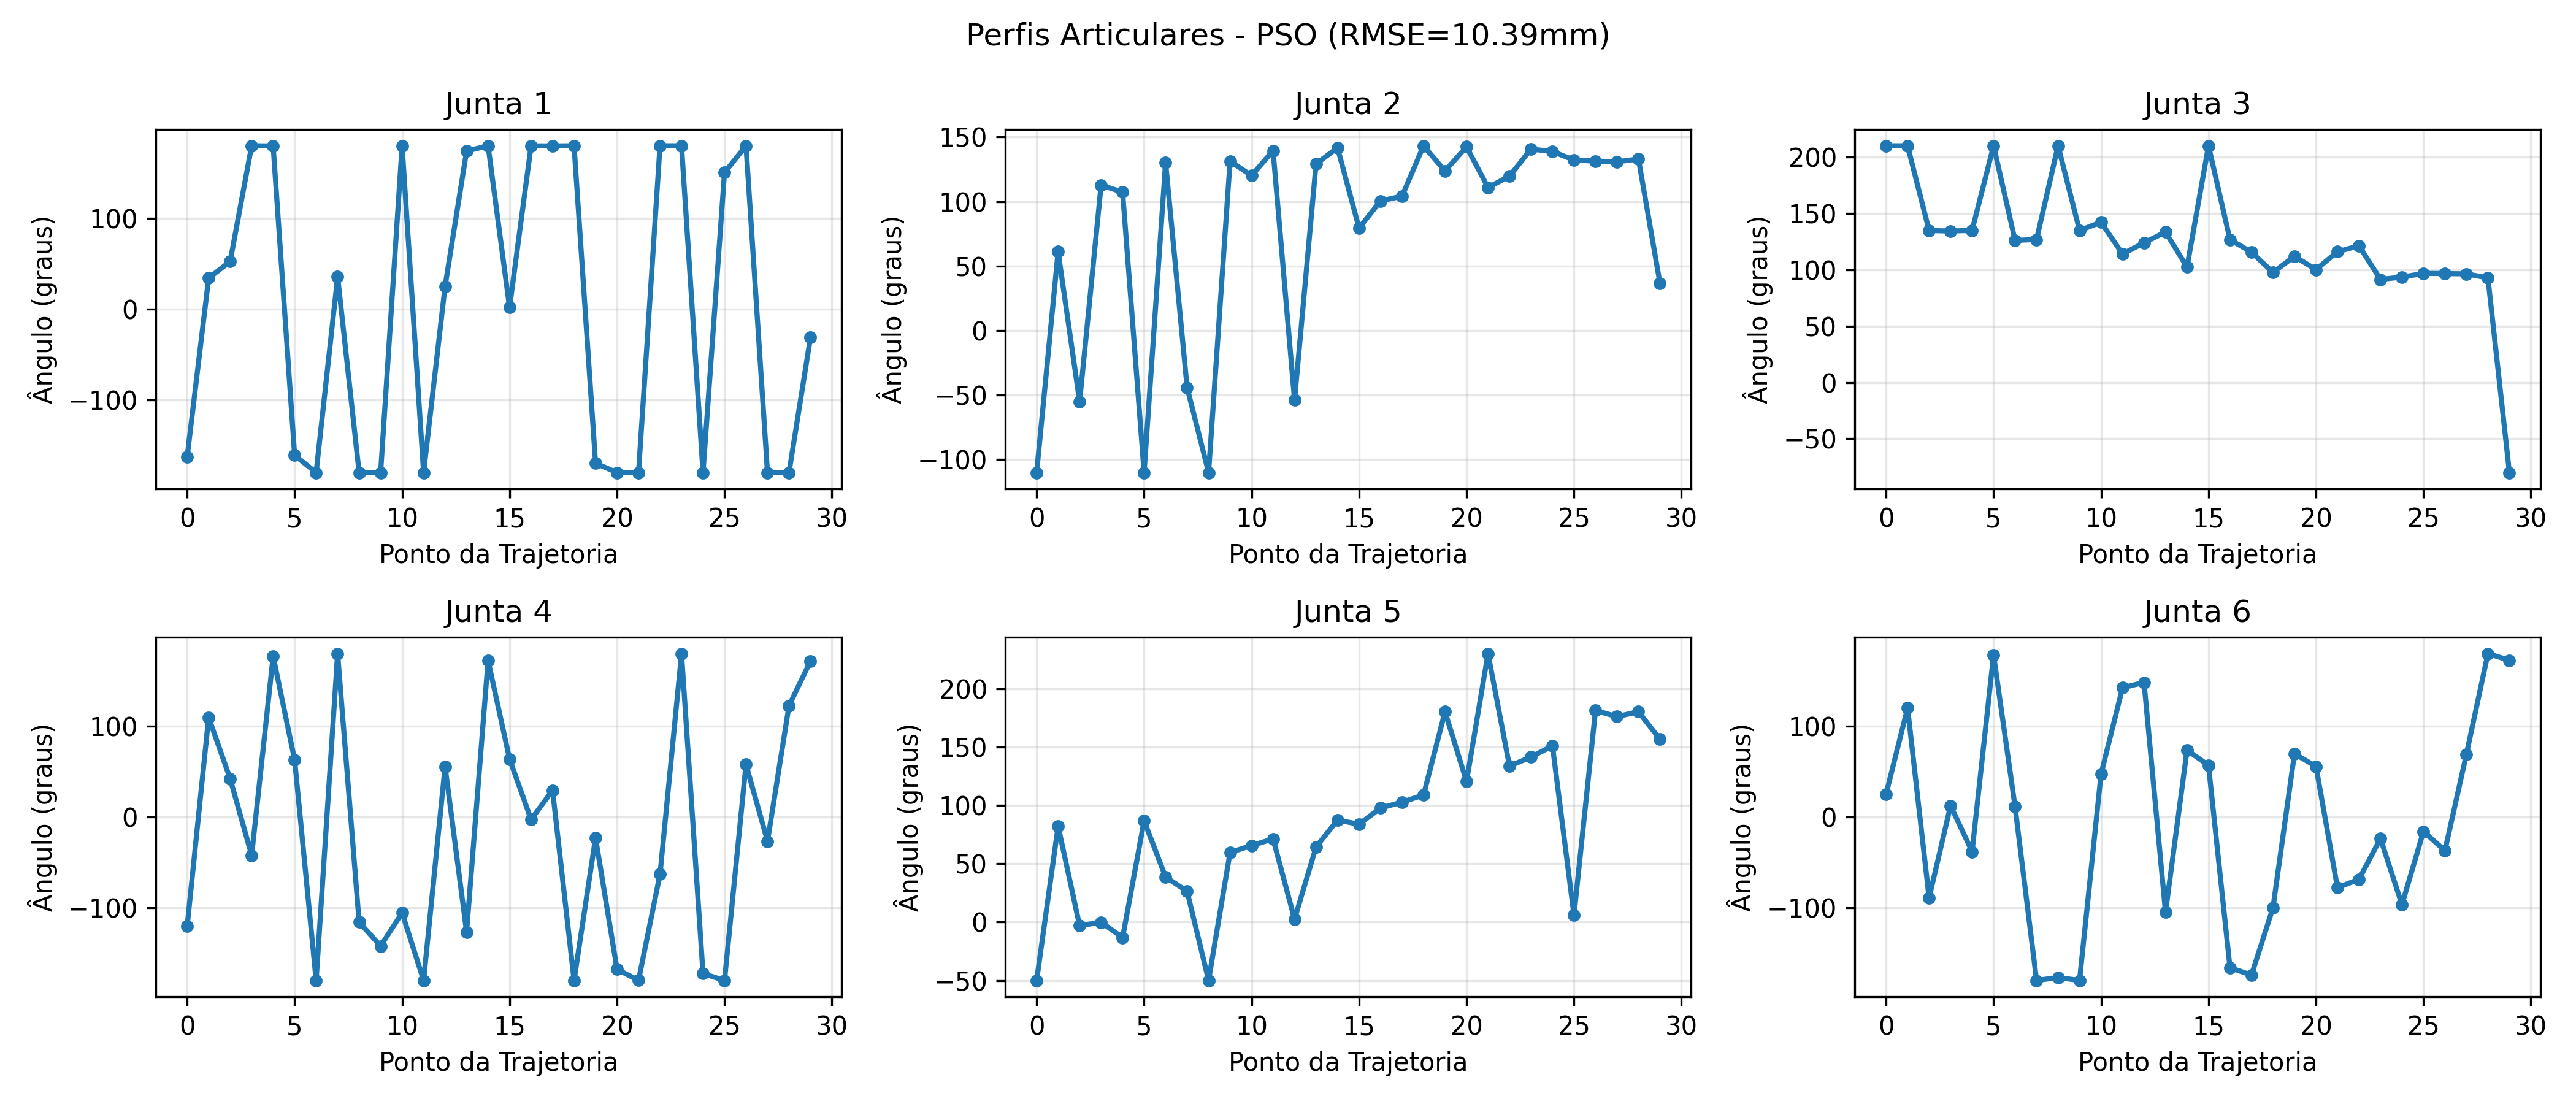 Perfis Articulares - PSO (RMSE=10.39mm)
Junta 1
Ângulo (graus)
100
0
−100
0 5 10 15 20 25 30
Ponto da Trajetoria
Junta 2
Ângulo (graus)
150
100
50
0
−50
−100
0 5 10 15 20 25 30
Ponto da Trajetoria
Junta 3
Ângulo (graus)
200
150
100
50
0
−50
0 5 10 15 20 25 30
Ponto da Trajetoria
Junta 4
Ângulo (graus)
100
0
−100
0 5 10 15 20 25 30
Ponto da Trajetoria
Junta 5
Ângulo (graus)
200
150
100
50
0
−50
0 5 10 15 20 25 30
Ponto da Trajetoria
Junta 6
Ângulo (graus)
100
0
−100
0 5 10 15 20 25 30
Ponto da Trajetoria